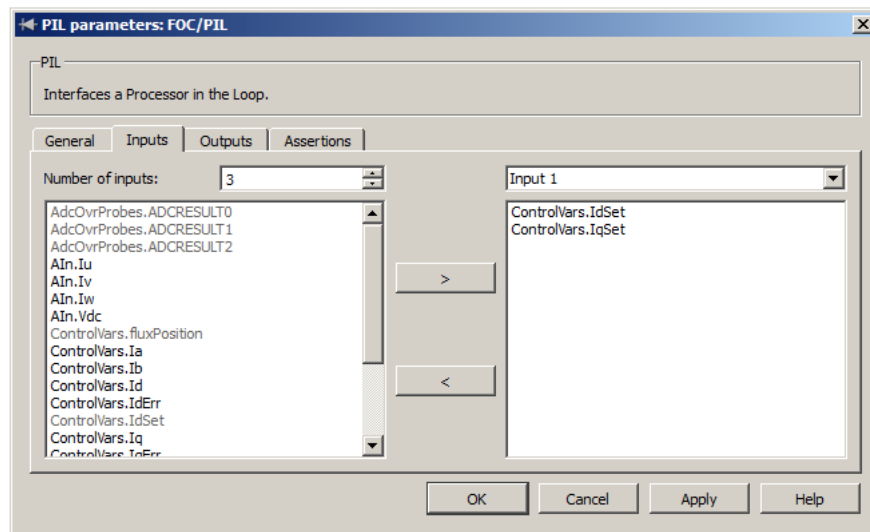 PIL parameters: FOC/PIL
PIL
Interfaces a Processor in the Loop.
General
Inputs
Outputs
Assertions
Number of inputs:
3
Input 1
AdcOvrProbes.ADCRESULT0
AdcOvrProbes.ADCRESULT1
AdcOvrProbes.ADCRESULT2
AIn.Iu
AIn.Iv
AIn.Iw
AIn.Vdc
ControlVars.fluxPosition
ControlVars.Ia
ControlVars.Ib
ControlVars.Id
ControlVars.IdErr
ControlVars.IdSet
ControlVars.Iq
ControlVars.IqErr
>
<
ControlVars.IdSet
ControlVars.IqSet
OK
Cancel
Apply
Help